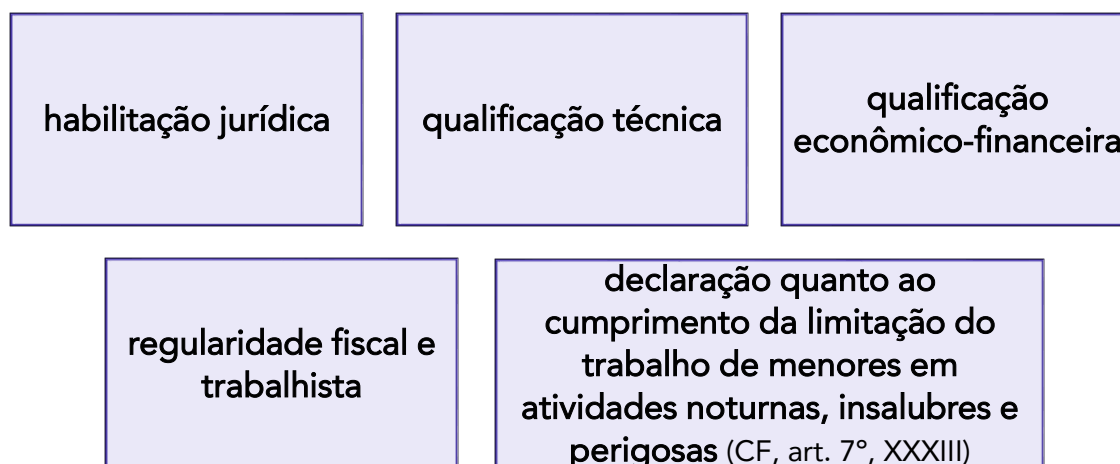 habilitação jurídica
qualificação técnica
qualificação
econômico-financeira
regularidade fiscal e
trabalhista
declaração quanto ao
cumprimento da limitação do
trabalho de menores em
atividades noturnas, insalubres e
perigosas (CF, art. 7º, XXXIII)